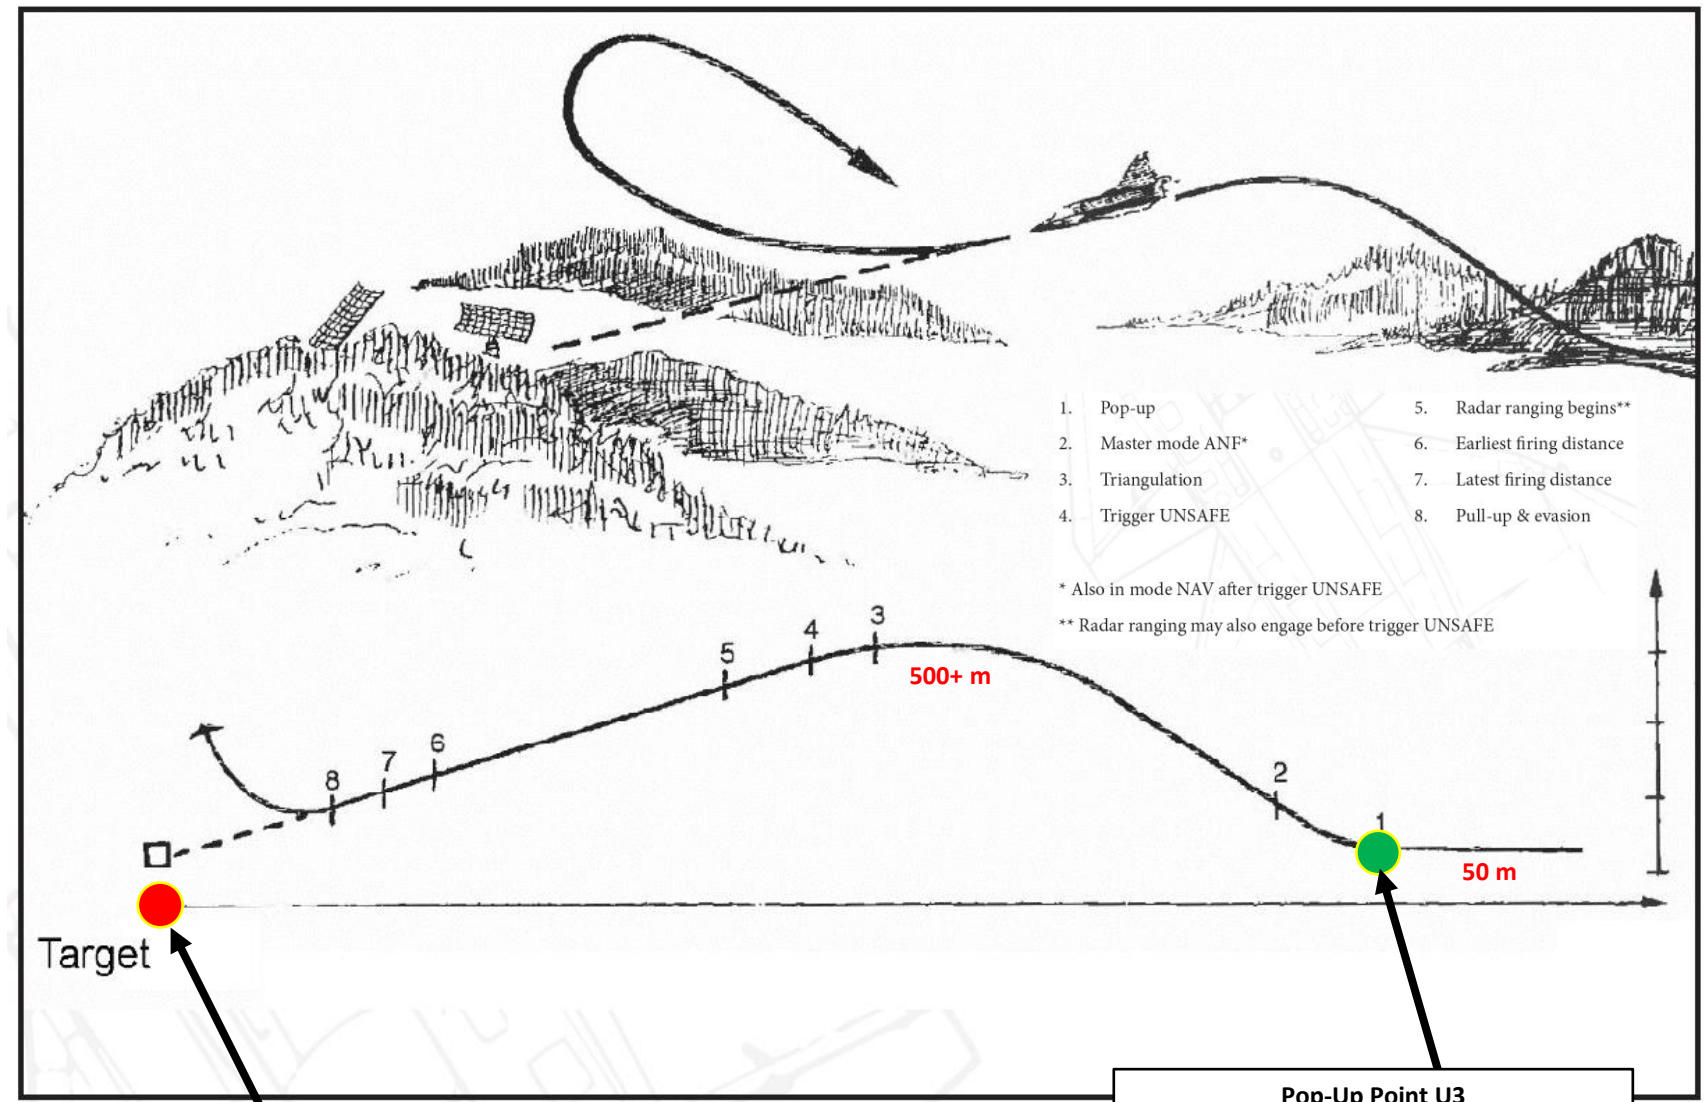 1. Pop-up
2. Master mode ANF*
3. Triangulation
4. Trigger UNSAFE
5. Radar ranging begins**
6. Earliest firing distance
7. Latest firing distance
8. Pull-up & evasion
* Also in mode NAV after trigger UNSAFE
** Radar ranging may also engage before trigger UNSAFE
3
4
5
500+ m
6
7
8
2
1
50 m
Target
Pop-Up Point U3